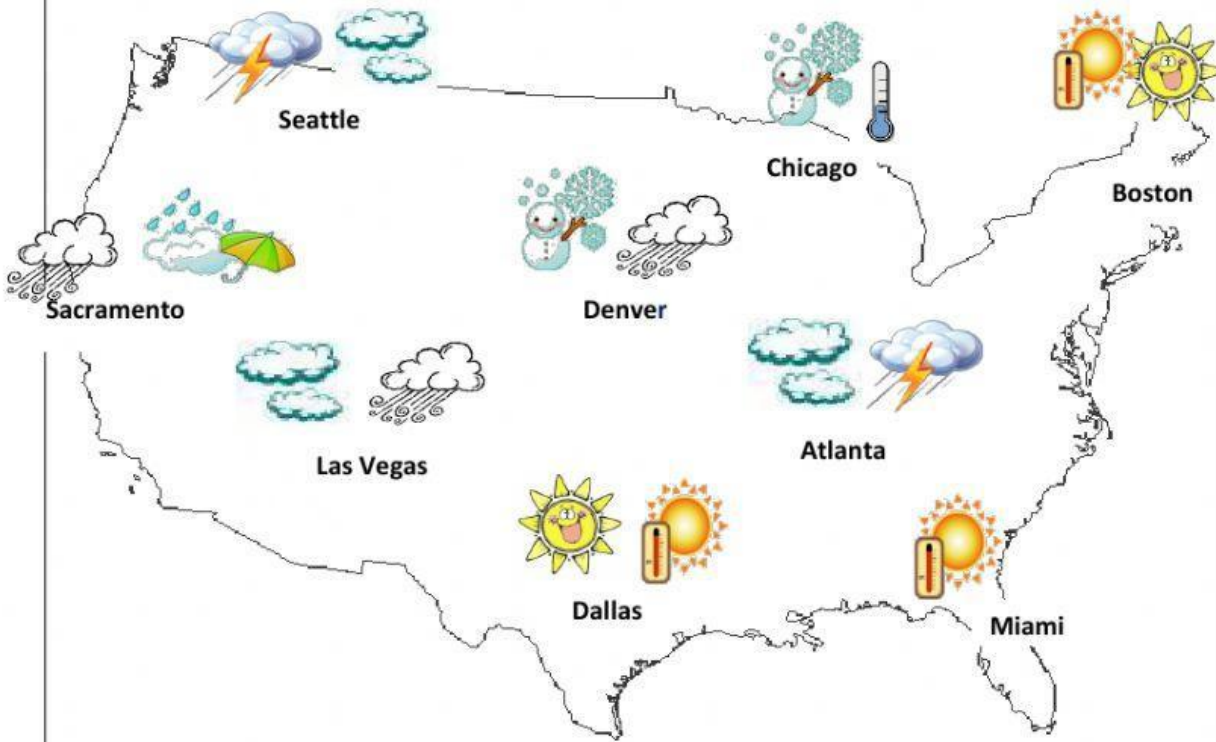 Seattle
Chicago
Boston
Sacramento
Denver
Las Vegas
Atlanta
Dallas
Miami